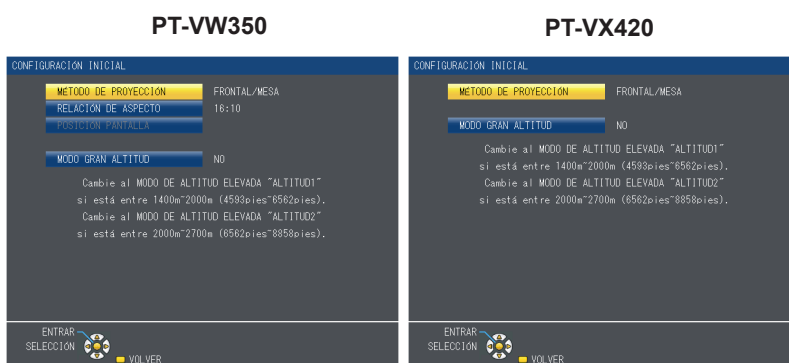 PT-VW350
CONFIGURACIÓN INICIAL
MÉTODO DE PROYECCIÓN FRONTAL/MESA
RELACIÓN DE ASPECTO 16:10
POSICIÓN PANTALLA
MODO GRAN ALTITUD NO
Cambie al MODO DE ALTITUD ELEVADA "ALTITUD1"
si está entre 1400m~2000m (4593pies~6562pies).
Cambie al MODO DE ALTITUD ELEVADA "ALTITUD2"
si está entre 2000m~2700m (6562pies~8858pies).
ENTRAR
SELECCIÓN
VOLVER
PT-VX420
CONFIGURACIÓN INICIAL
MÉTODO DE PROYECCIÓN FRONTAL/MESA
MODO GRAN ALTITUD NO
Cambie al MODO DE ALTITUD ELEVADA "ALTITUD1"
si está entre 1400m~2000m (4593pies~6562pies).
Cambie al MODO DE ALTITUD ELEVADA "ALTITUD2"
si está entre 2000m~2700m (6562pies~8858pies).
ENTRAR
SELECCIÓN
VOLVER